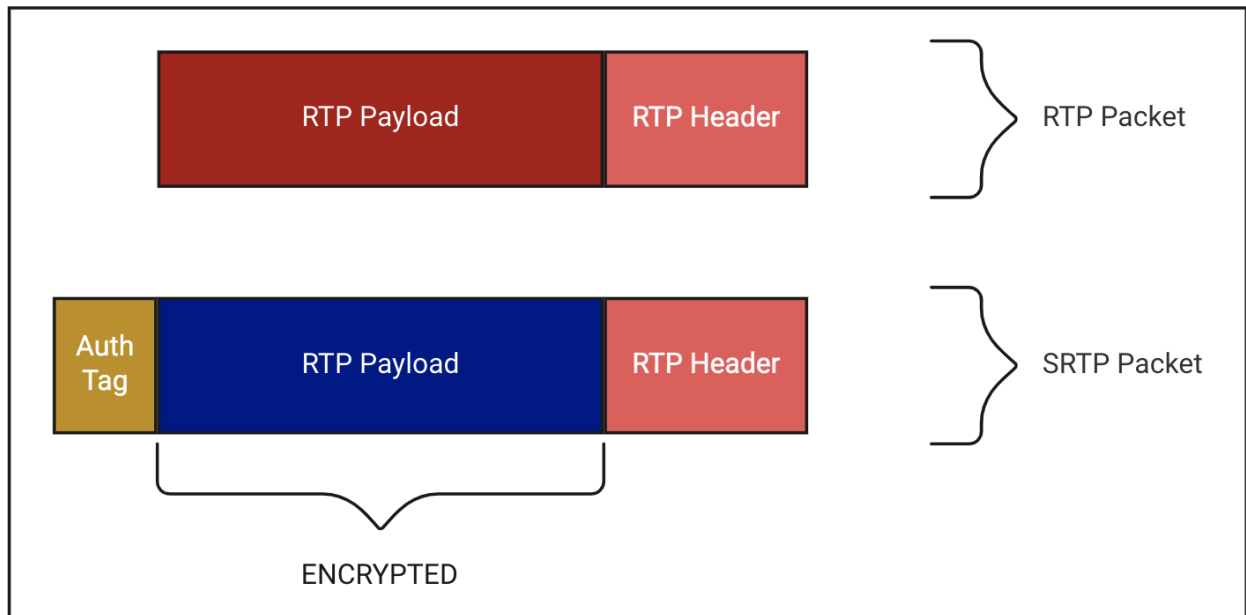 RTP Payload
RTP Header
RTP Packet
Auth
Tag
RTP Payload
RTP Header
SRTP Packet
ENCRYPTED